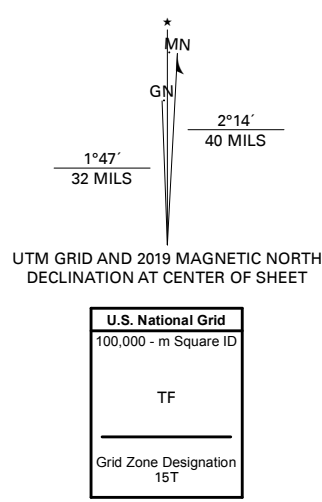 ★
MN
GN
2°14´
40 MILS
1°47´
32 MILS
UTM GRID AND 2019 MAGNETIC NORTH
DECLINATION AT CENTER OF SHEET
U.S. National Grid
100,000 - m Square ID
TF
Grid Zone Designation
15T